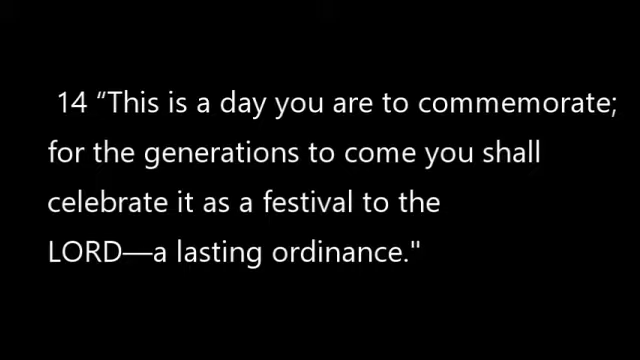 14 “This is a day you are to commemorate;
for the generations to come you shall
celebrate it as a festival to the
LORD—a lasting ordinance."